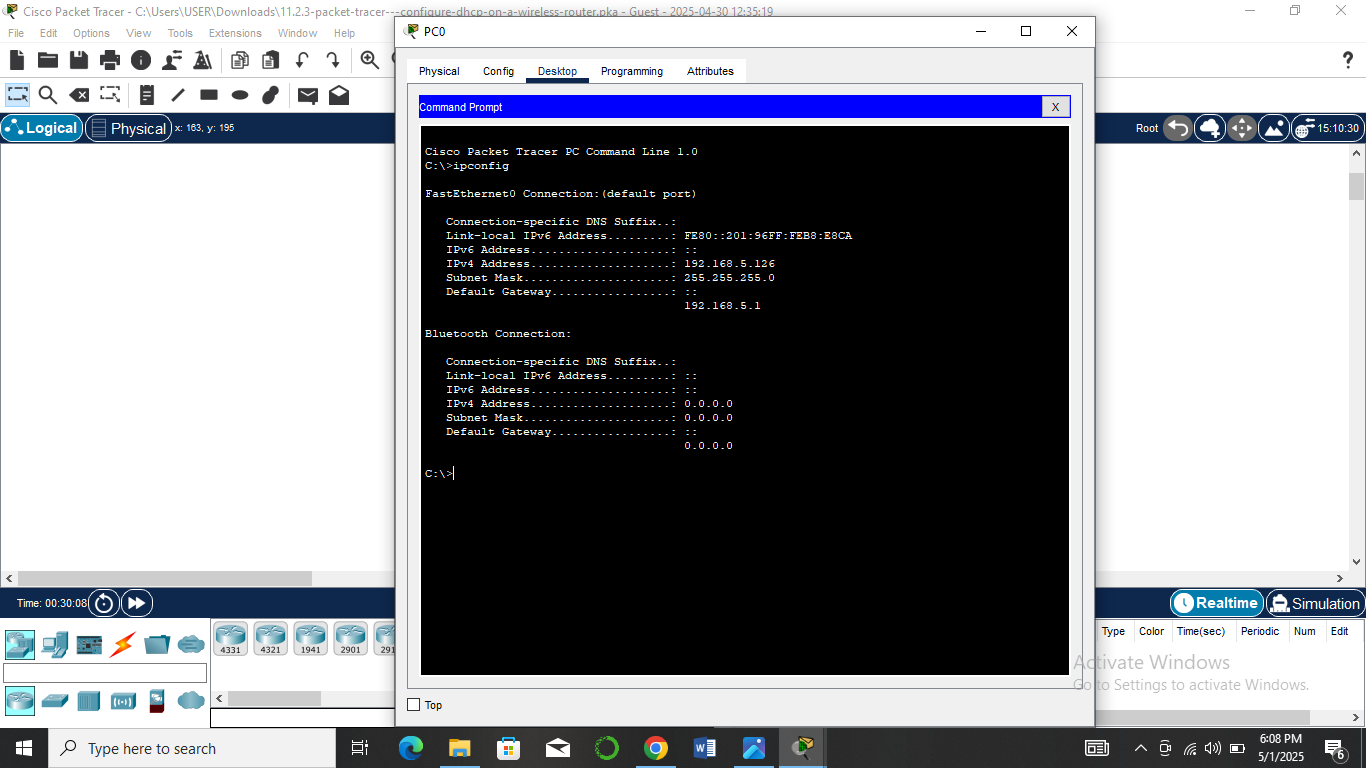 Cisco Packet Tracer - C:\Users\USER\Downloads\11.2.3-packet-tracer---configure-dhcp-on-a-wireless-router.pka - Guest - 2025-04-30 12:35:19
File Edit Options View Tools Extensions Window Help
PC0
Physical Config Desktop Programming Attributes
Command Prompt X
Logical Physical x: 163, y: 195
Root 15:10:30
Cisco Packet Tracer PC Command Line 1.0
C:\>ipconfig
FastEthernet0 Connection:(default port)
Connection-specific DNS Suffix..:
Link-local IPv6 Address.........: FE80::201:96FF:FEB8:E8CA
IPv6 Address....................: ::
IPv4 Address....................: 192.168.5.126
Subnet Mask.....................: 255.255.255.0
Default Gateway.................: ::
192.168.5.1
Bluetooth Connection:
Connection-specific DNS Suffix..:
Link-local IPv6 Address.........: ::
IPv6 Address....................: ::
IPv4 Address....................: 0.0.0.0
Subnet Mask.....................: 0.0.0.0
Default Gateway.................: ::
0.0.0.0
C:\>
Top
Time: 00:30:08
Realtime Simulation
4331 4321 1941 2901
Type Color Time(sec) Periodic Num Edit
Activate Windows
Go to Settings to activate Windows.
Type here to search
6:08 PM
5/1/2025
6